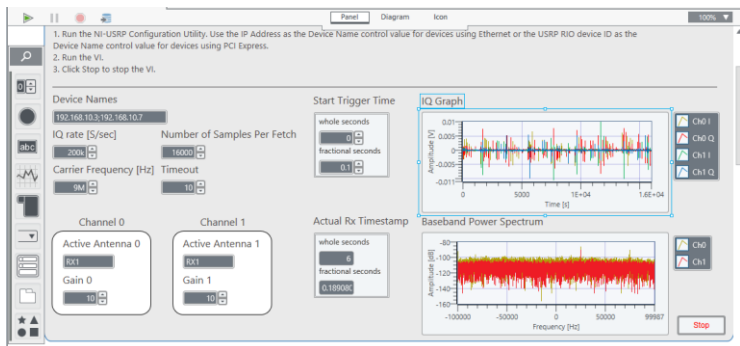 Panel Diagram Icon 100%
1. Run the NI-USRP Configuration Utility. Use the IP Address as the Device Name control value for devices using Ethernet or the USRP RIO device ID as the
Device Name control value for devices using PCI Express.
2. Run the VI.
3. Click Stop to stop the VI.
Device Names
192.168.10.3;192.168.10.7
IQ rate [S/sec] Number of Samples Per Fetch
200k 16000
Carrier Frequency [Hz] Timeout
9M 10
Start Trigger Time
whole seconds
0
fractional seconds
0.1
IQ Graph
Amplitude [V]
0.01
0.005
0
-0.005
-0.011
0 5000 1E+04 1.6E+04
Time [s]
Ch0 I
Ch0 Q
Ch1 I
Ch1 Q
Channel 0
Active Antenna 0
RX1
Gain 0
10
Channel 1
Active Antenna 1
RX1
Gain 1
10
Actual Rx Timestamp
whole seconds
6
fractional seconds
0.18908
Baseband Power Spectrum
Amplitude [dB]
-80
-100
-120
-140
-160
-100000 -50000 0 50000 99987
Frequency [Hz]
Ch0
Ch1
Stop
abc